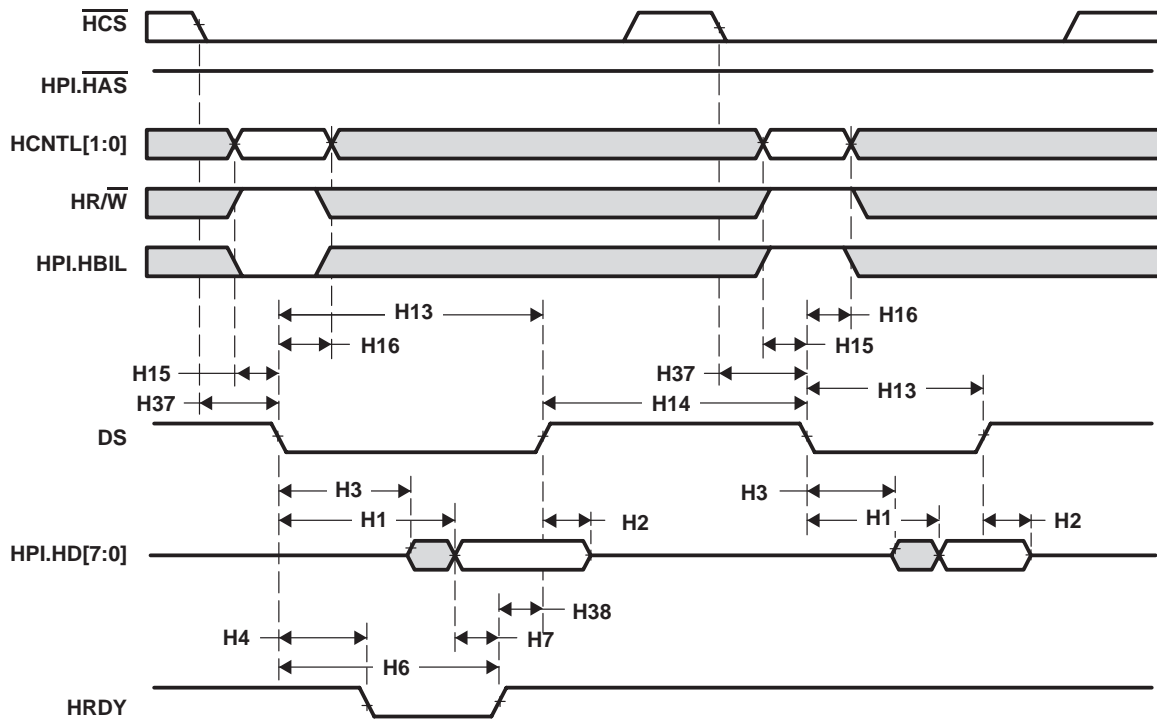 HCS
HPI.HAS
HCNTL[1:0]
HR/W
HPI.HBIL
H13
H16
H16
H15
H15
H37
H37
H13
H14
DS
H3
H3
H1
H2
H1
H2
HPI.HD[7:0]
H38
H4
H7
H6
HRDY